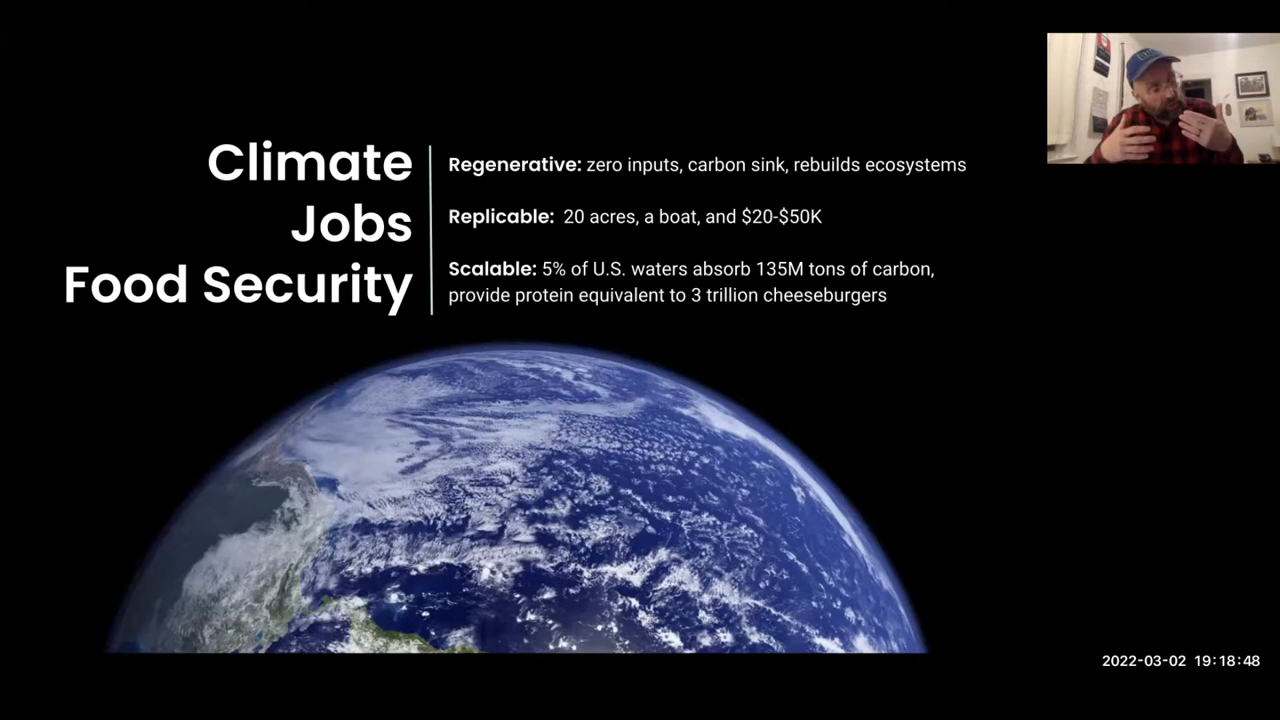 Climate
Jobs
Food Security
Regenerative: zero inputs, carbon sink, rebuilds ecosystems
Replicable: 20 acres, a boat, and $20-$50K
Scalable: 5% of U.S. waters absorb 135M tons of carbon,
provide protein equivalent to 3 trillion cheeseburgers
2022-03-02 19:18:48